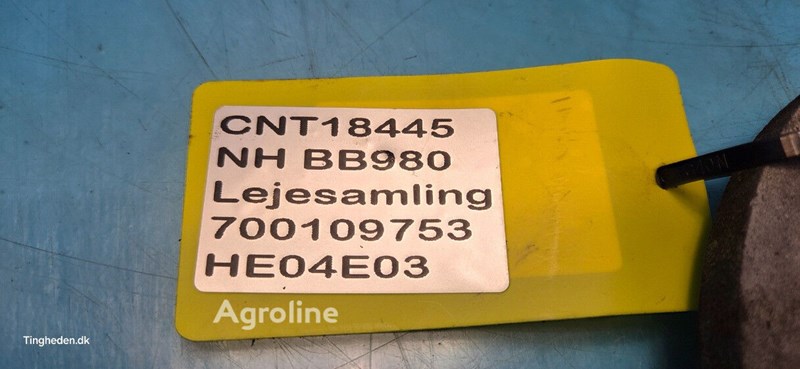 CNT18445
NH BB980
Lejesamling
700109753
HE04E03
Agroline
Tingheden.dk